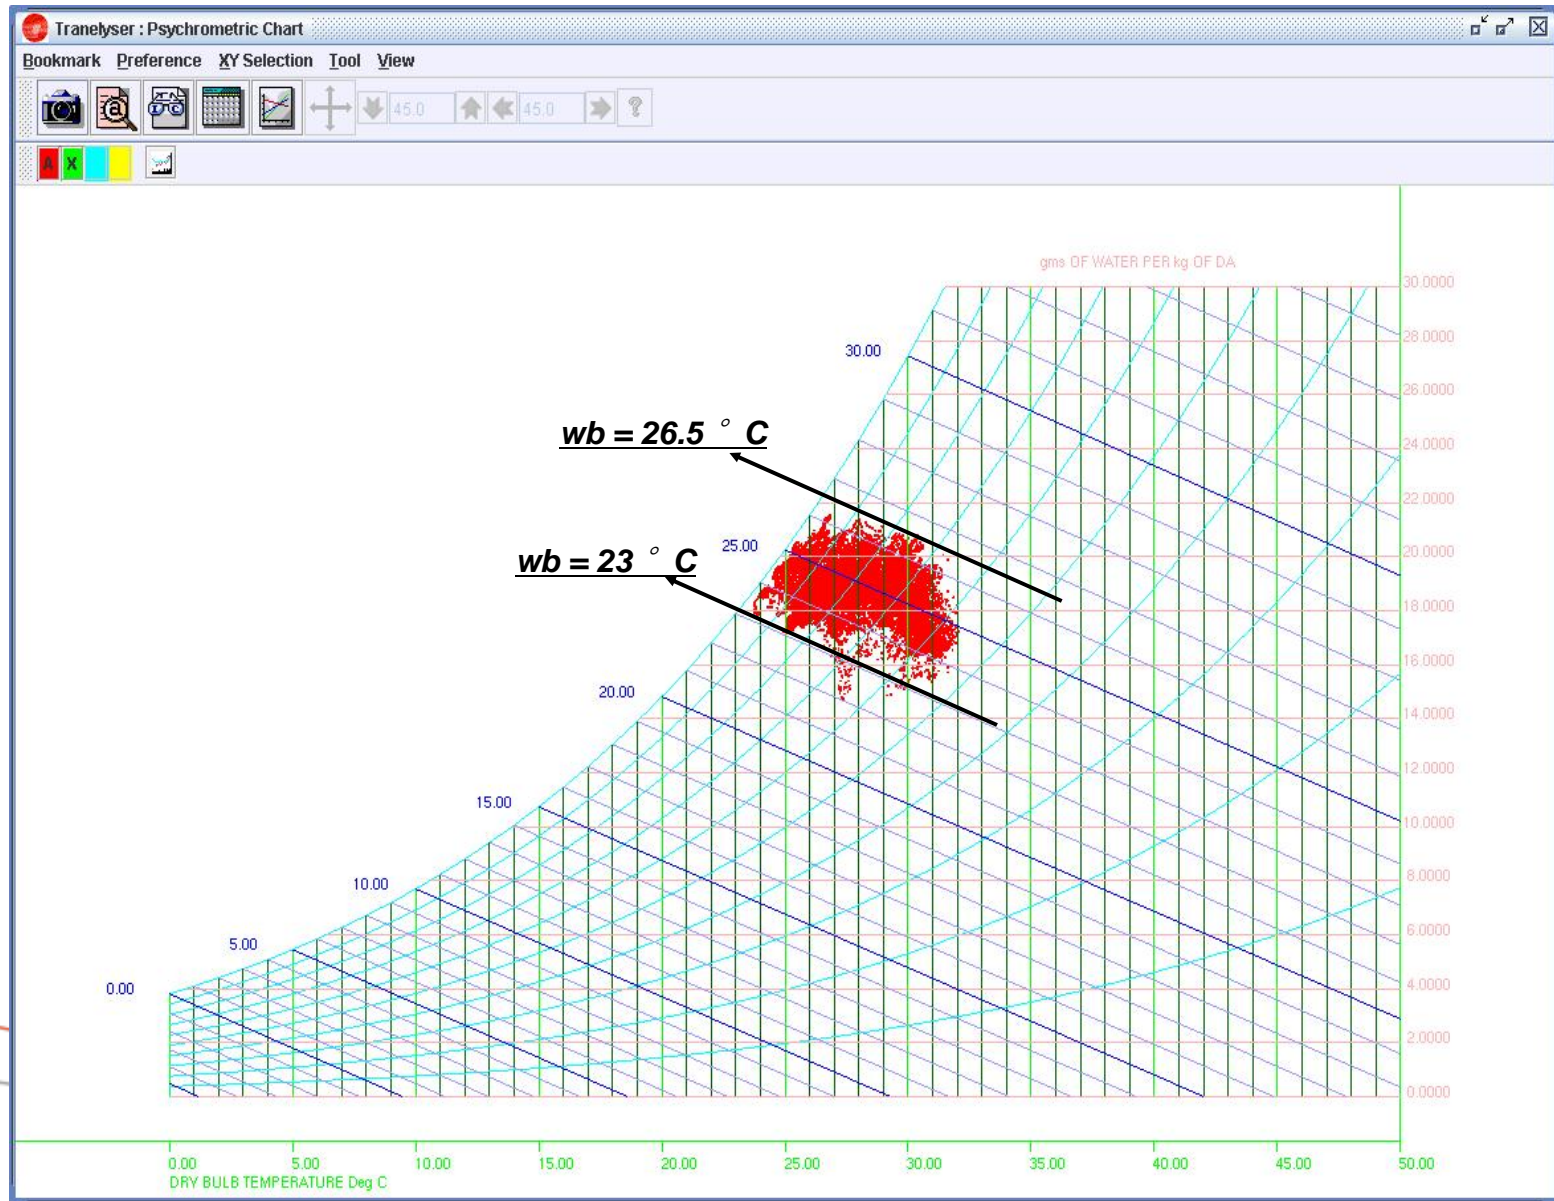 Tranelyser : Psychrometric Chart
Bookmark Preference XY Selection Tool View
45.0 45.0 ?
A X
gms OF WATER PER kg OF DA
30.0000
28.0000
30.00
26.0000
wb = 26.5 °C
24.0000
22.0000
25.00
20.0000
wb = 23 °C
18.0000
16.0000
20.00
14.0000
12.0000
15.00
10.0000
10.00
8.0000
5.00
6.0000
0.00
4.0000
2.0000
0.0000
0.00 5.00 10.00 15.00 20.00 25.00 30.00 35.00 40.00 45.00 50.00
DRY BULB TEMPERATURE Deg C